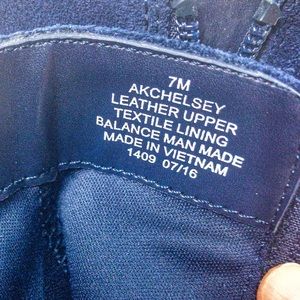 7M
AKCHELSEY
LEATHER UPPER
TEXTILE LINING
BALANCE MAN MADE
MADE IN VIETNAM
1409 07/16